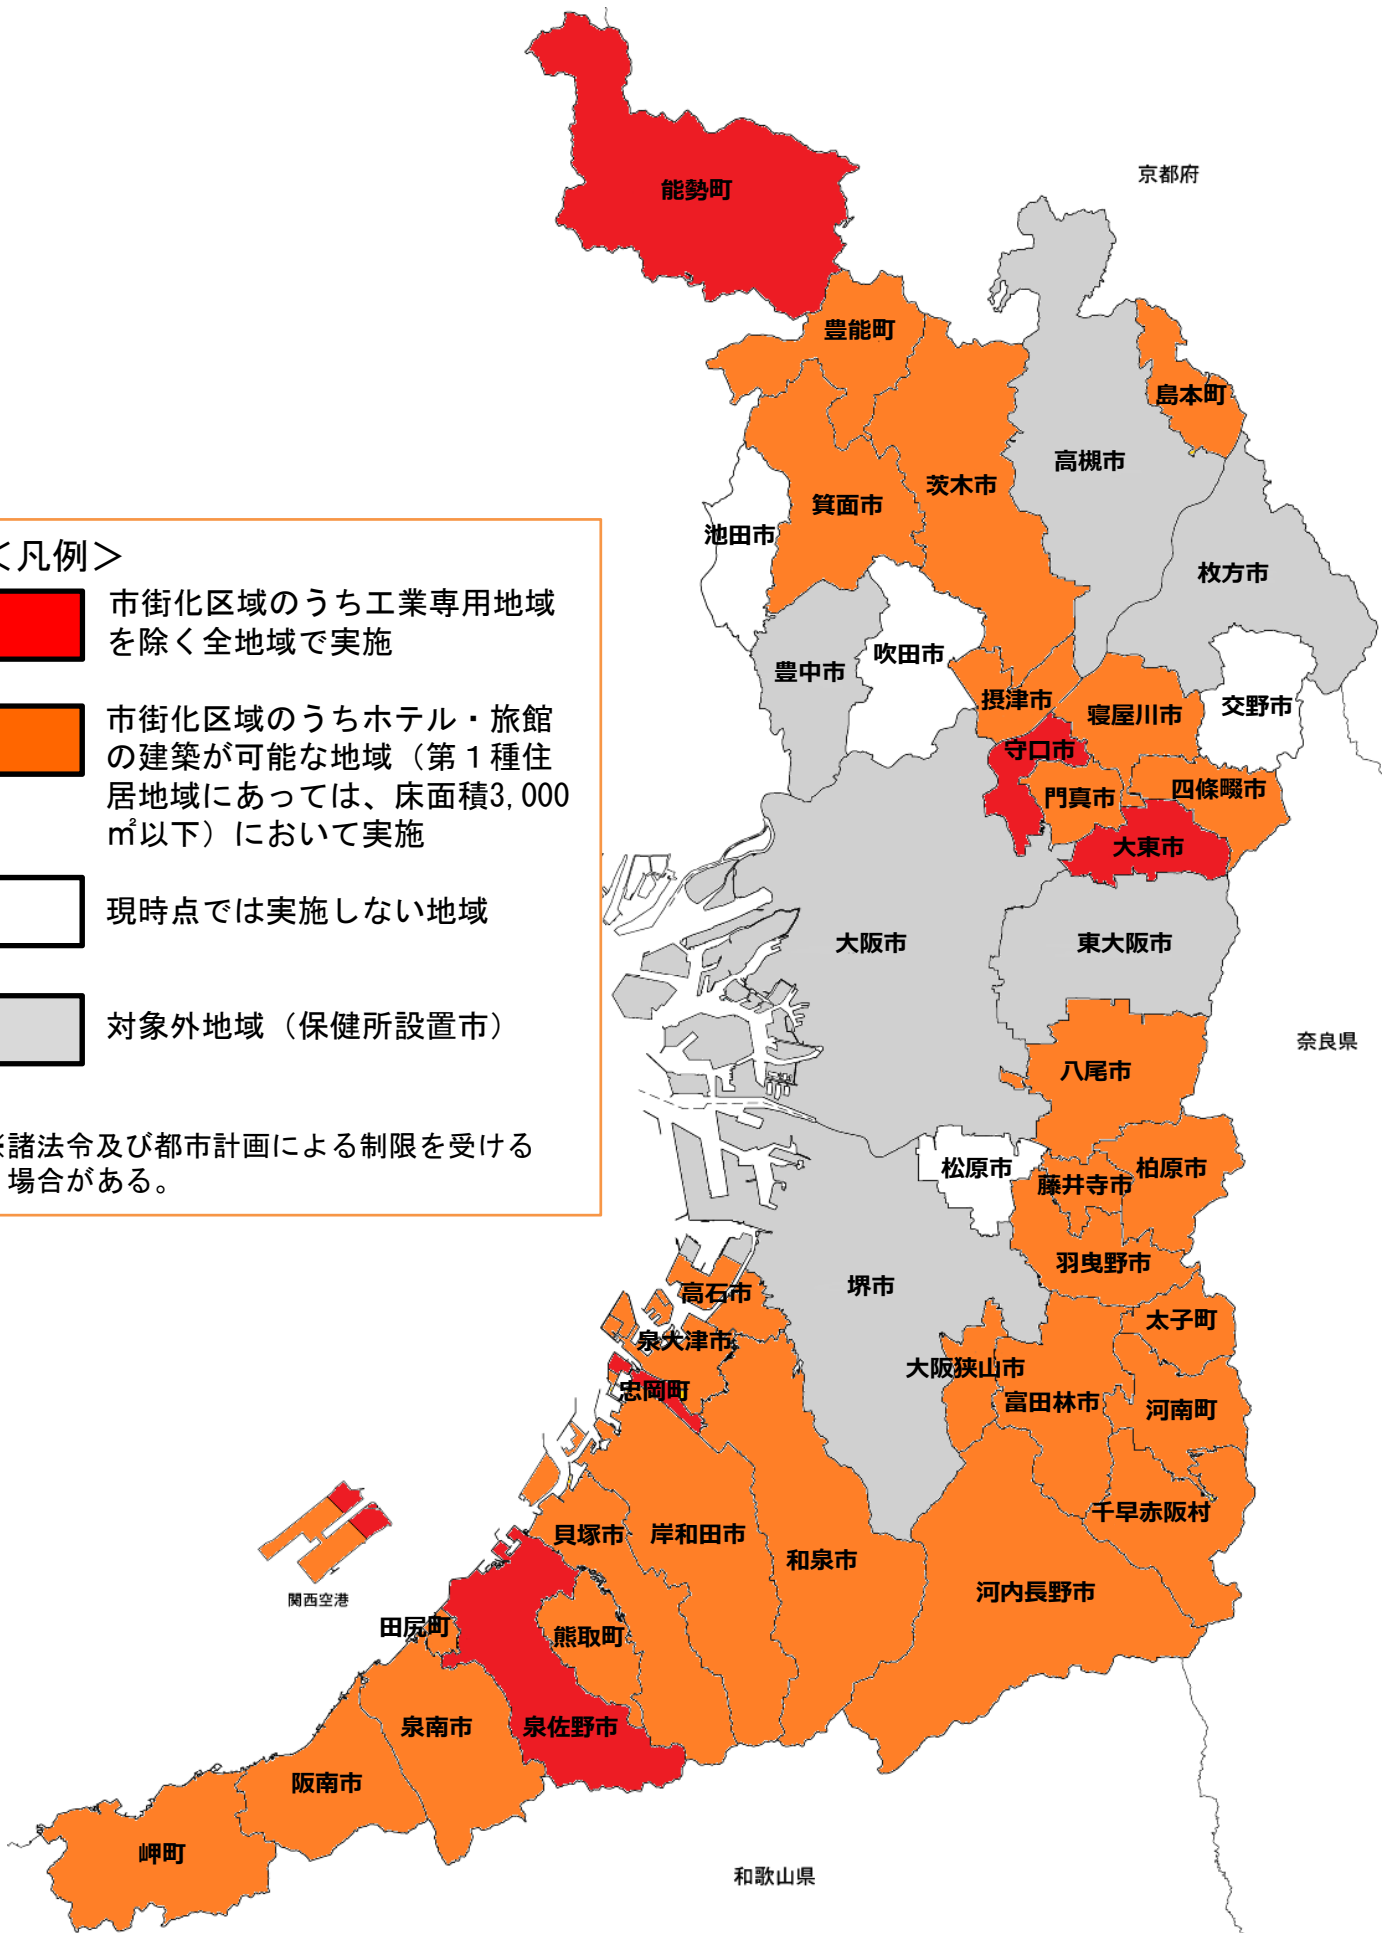 京都府
能勢町
豊能町
島本町
高槻市
茨木市
箕面市
池田市
枚方市
吹田市
豊中市
摂津市
寝屋川市
交野市
守口市
門真市
四條畷市
大東市
大阪市
東大阪市
奈良県
八尾市
松原市
藤井寺市
柏原市
羽曳野市
堺市
高石市
太子町
泉大津市
大阪狭山市
忠岡町
富田林市
河南町
千早赤阪村
貝塚市
岸和田市
和泉市
河内長野市
関西空港
田尻町
熊取町
泉南市
泉佐野市
阪南市
岬町
和歌山県
＜凡例＞
市街化区域のうち工業専用地域
を除く全地域で実施
市街化区域のうちホテル・旅館
の建築が可能な地域（第１種住
居地域にあっては、床面積3,000
㎡以下）において実施
現時点では実施しない地域
対象外地域（保健所設置市）
※諸法令及び都市計画による制限を受ける
場合がある。